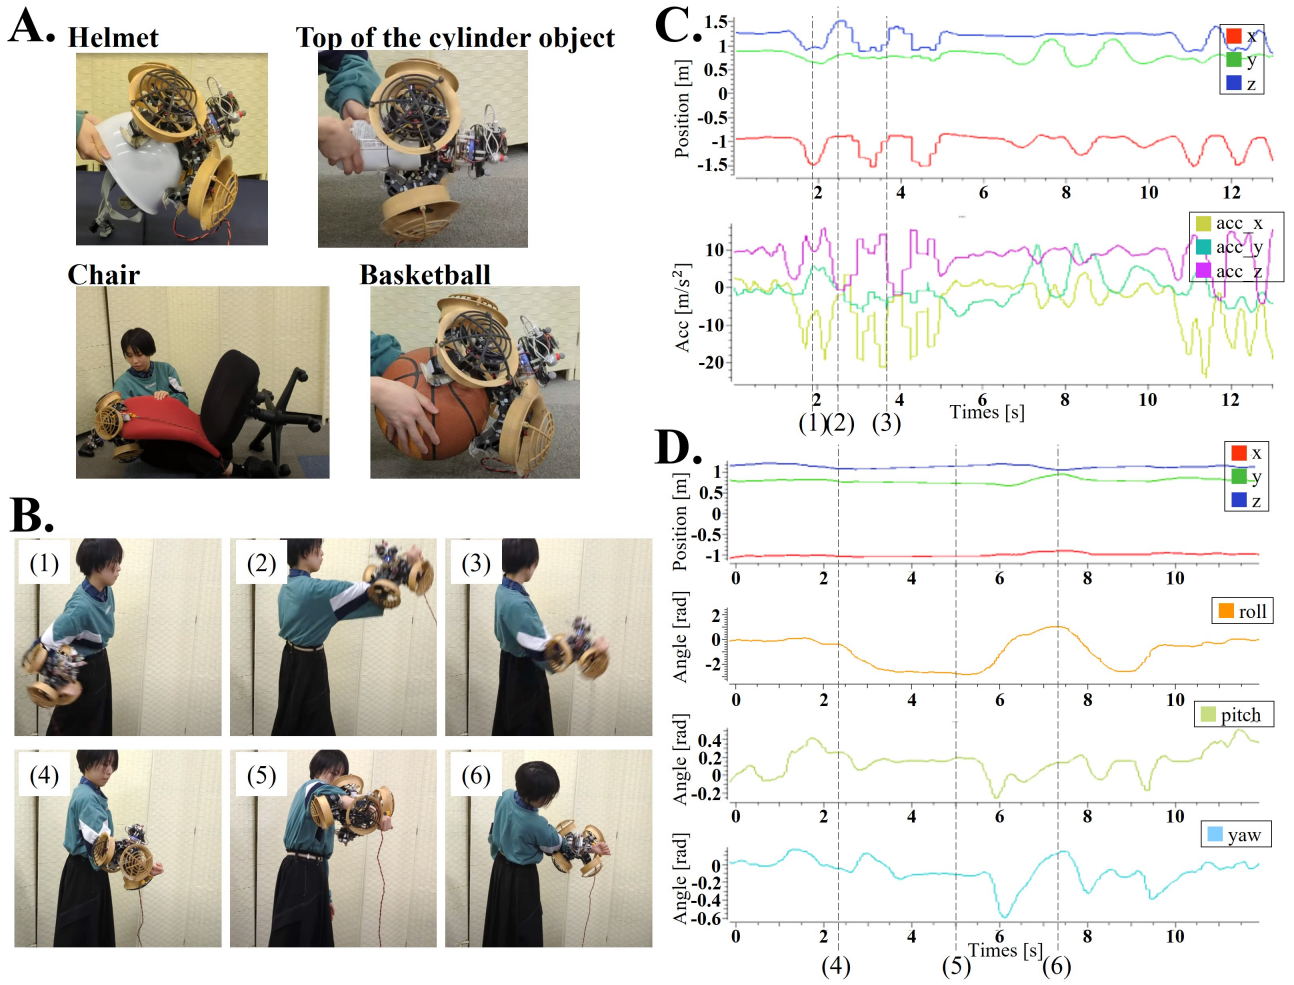 A.
Helmet
Top of the cylinder object
Chair
Basketball
B.
(1)
(2)
(3)
(4)
(5)
(6)
C.
Position [m]
1.5
1
0.5
0
-0.5
-1
-1.5
x
y
z
2 4 6 8 10 12
Acc [m/s²]
10
0
-10
-20
acc_x
acc_y
acc_z
2 4 6 8 10 12
Times [s]
(1) (2) (3)
D.
Position [m]
1
0.5
0
-0.5
-1
x
y
z
0 2 4 6 8 10
Angle [rad]
2
0
-2
roll
0 2 4 6 8 10
Angle [rad]
0.4
0.2
0
-0.2
pitch
0 2 4 6 8 10
Angle [rad]
0
-0.2
-0.4
-0.6
yaw
0 2 4 6 8 10
Times [s]
(4) (5) (6)